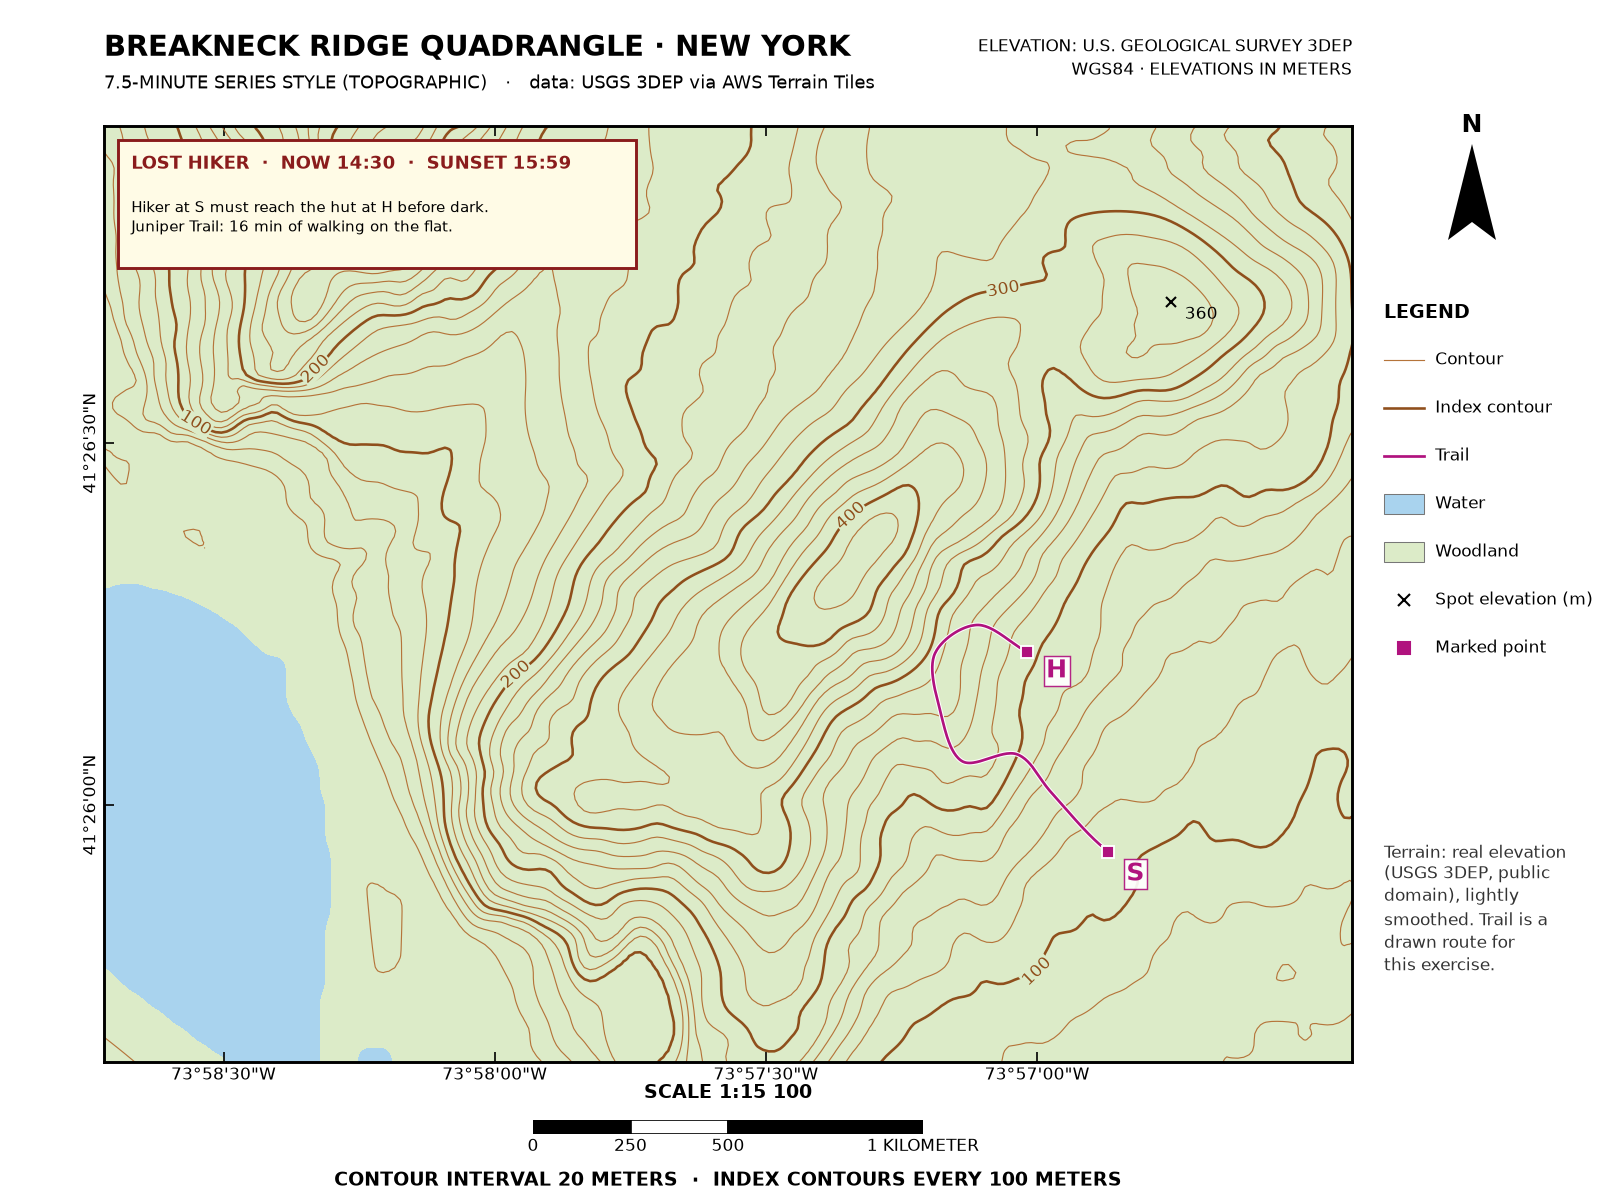 BREAKNECK RIDGE QUADRANGLE · NEW YORK
7.5-MINUTE SERIES STYLE (TOPOGRAPHIC) · data: USGS 3DEP via AWS Terrain Tiles
ELEVATION: U.S. GEOLOGICAL SURVEY 3DEP
WGS84 · ELEVATIONS IN METERS
LOST HIKER · NOW 14:30 · SUNSET 15:59
Hiker at S must reach the hut at H before dark.
Juniper Trail: 16 min of walking on the flat.
N
300
360
200
100
400
200
H
S
100
41°26'30"N
41°26'0"N
73°58'30"W
73°58'00"W
73°57'30"W
73°57'00"W
LEGEND
Contour
Index contour
Trail
Water
Woodland
Spot elevation (m)
Marked point
Terrain: real elevation
(USGS 3DEP, public
domain), lightly
smoothed. Trail is a
drawn route for
this exercise.
SCALE 1:15 100
0 250 500 1 KILOMETER
CONTOUR INTERVAL 20 METERS · INDEX CONTOURS EVERY 100 METERS